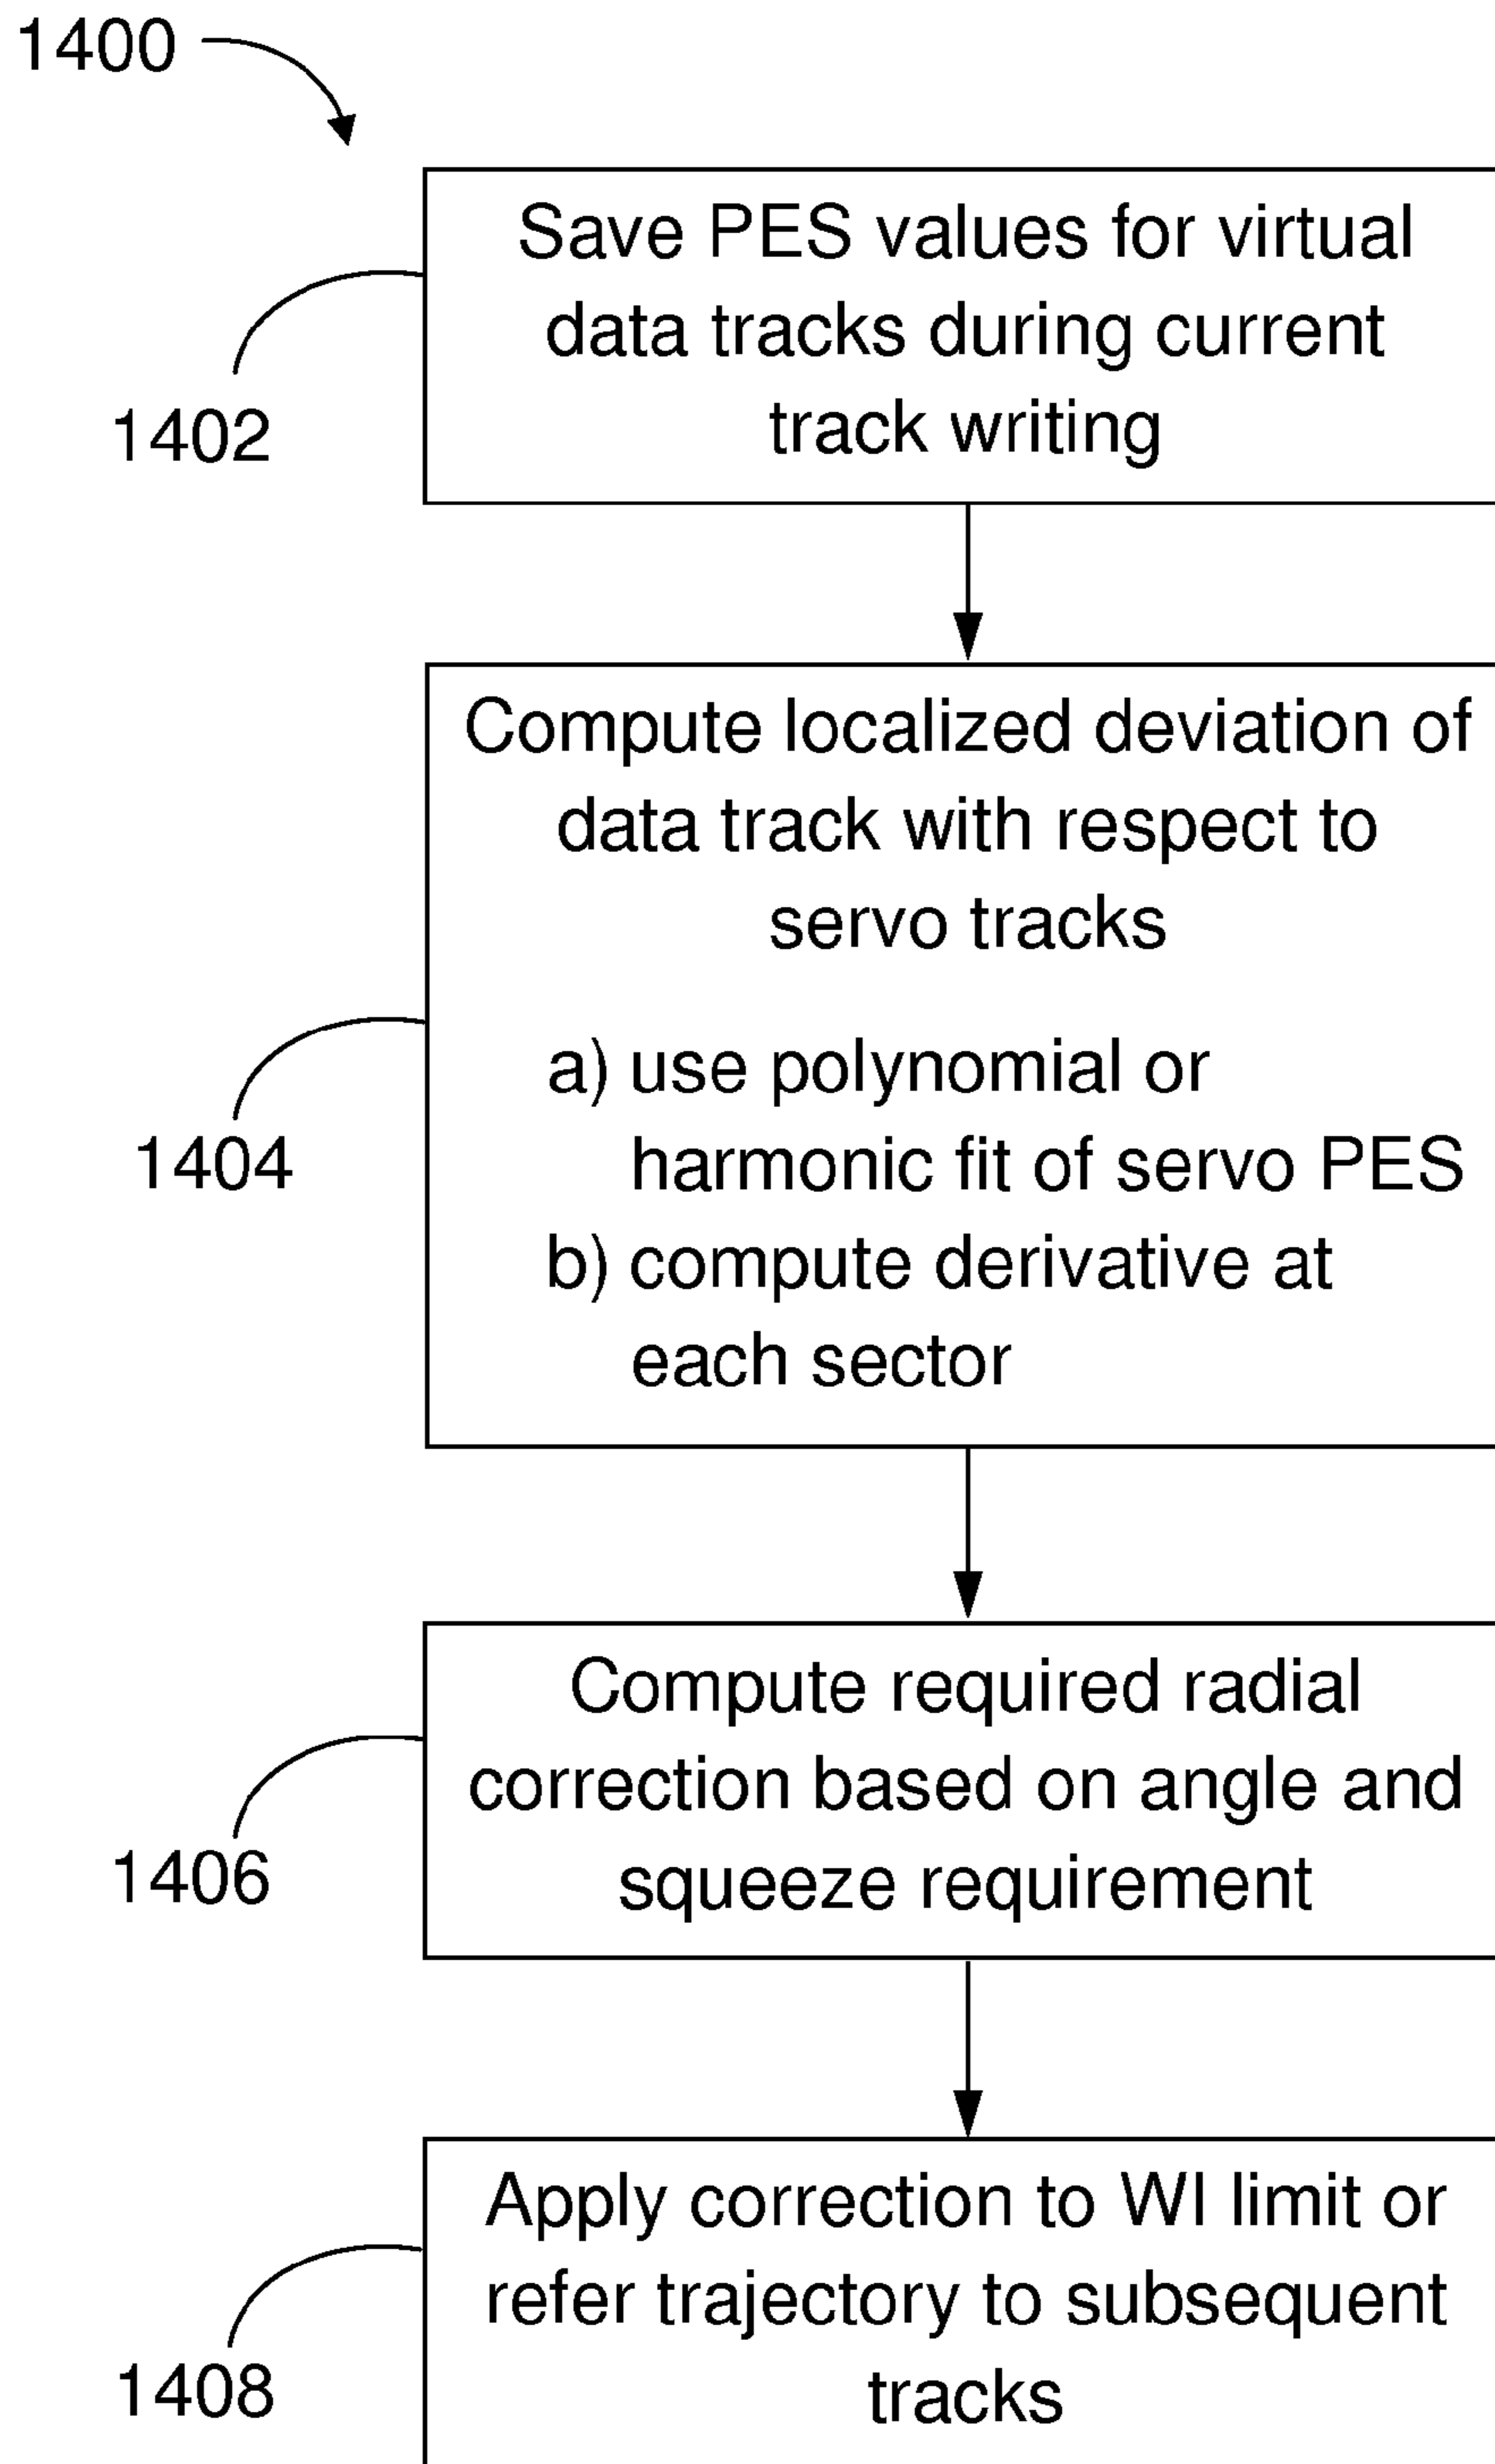 1400
Save PES values for virtual
data tracks during current
track writing
1402
Compute localized deviation of
data track with respect to
servo tracks
a) use polynomial or
harmonic fit of servo PES
b) compute derivative at
each sector
1404
Compute required radial
correction based on angle and
squeeze requirement
1406
Apply correction to WI limit or
refer trajectory to subsequent
tracks
1408